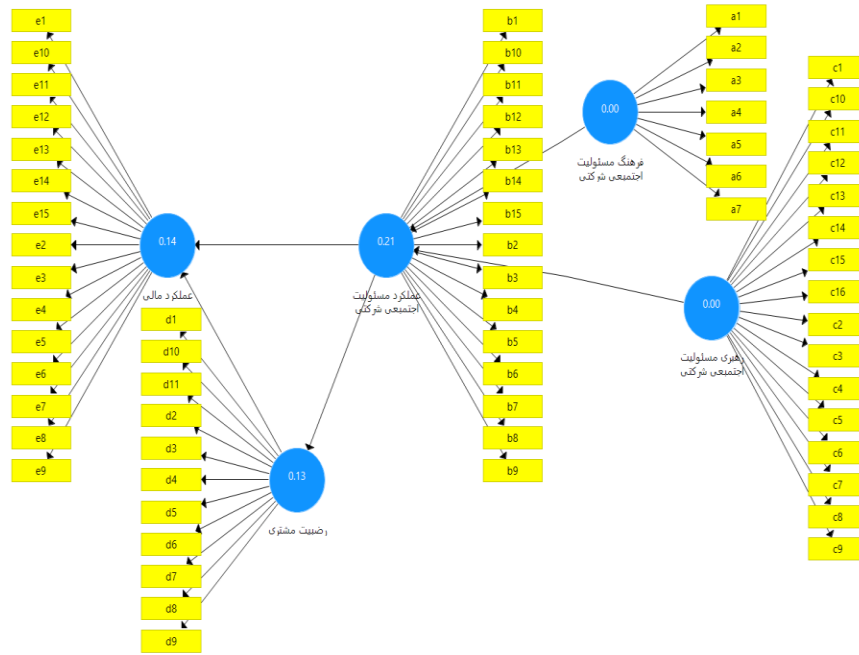 e1
e10
e11
e12
e13
e14
e15
e2
e3
e4
e5
e6
e7
e8
e9
0.14
عملکرد مالی
d1
d10
d11
d2
d3
d4
d5
d6
d7
d8
d9
0.13
رضبیت مشتری
b1
b10
b11
b12
b13
b14
b15
b2
b3
b4
b5
b6
b7
b8
b9
0.21
عملکرد مسئولیت
اجتمبعی شرکتی
a1
a2
a3
a4
a5
a6
a7
0.00
فرهنگ مسئولیت
اجتمبعی شرکتی
c1
c10
c11
c12
c13
c14
c15
c16
c2
c3
c4
c5
c6
c7
c8
c9
0.00
رهبری مسئولیت
اجتمبعی شرکتی